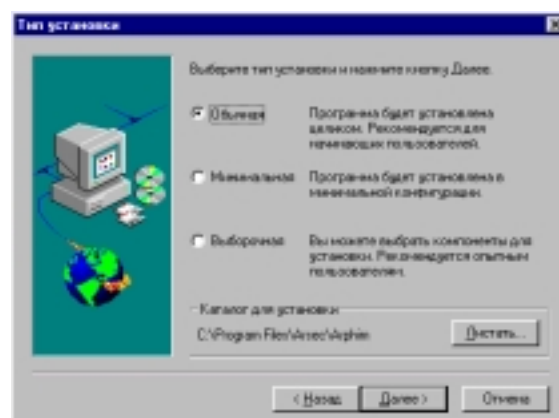 Тип установки
Выберите тип установки и нажмите кнопку Далее.
Обычная
Программа будет установлена
целиком. Рекомендуется для
начинающих пользователей.
Минимальная
Программа будет установлена в
минимальной конфигурации.
Выборочная
Вы можете выбрать компоненты для
установки. Рекомендуется опытным
пользователям.
Каталог для установки
C:\Program Files\
Листать...
< Назад
Далее >
Отмена